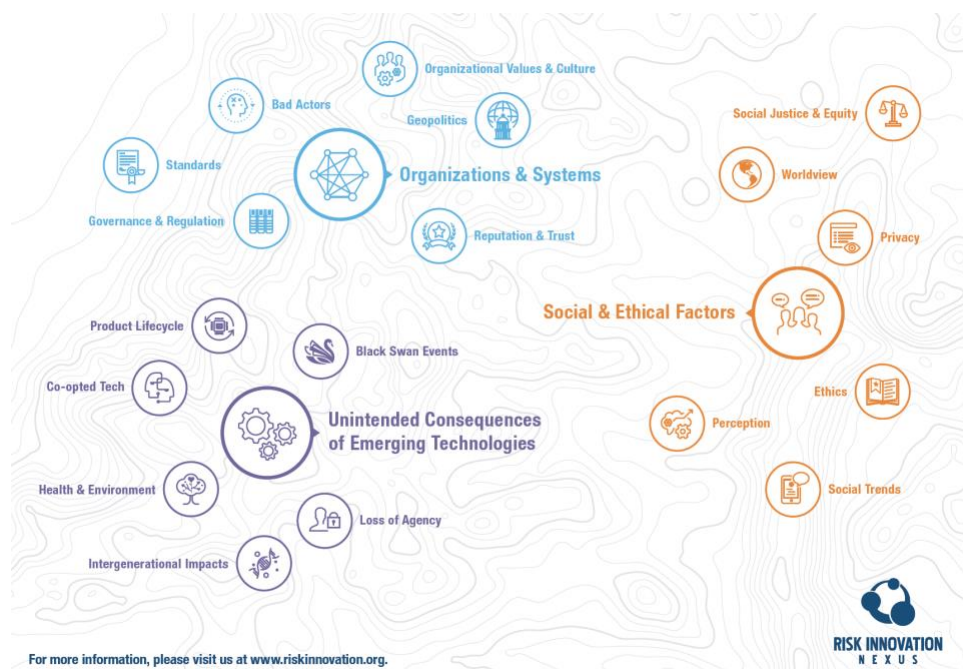 Organizational Values & Culture
Bad Actors
Geopolitics
Standards
Organizations & Systems
Governance & Regulation
Reputation & Trust
Social Justice & Equity
Worldview
Privacy
Social & Ethical Factors
Ethics
Perception
Social Trends
Product Lifecycle
Black Swan Events
Co-opted Tech
Unintended Consequences
of Emerging Technologies
Health & Environment
Loss of Agency
Intergenerational Impacts
For more information, please visit us at www.riskinnovation.org.
RISK INNOVATION
NEXUS